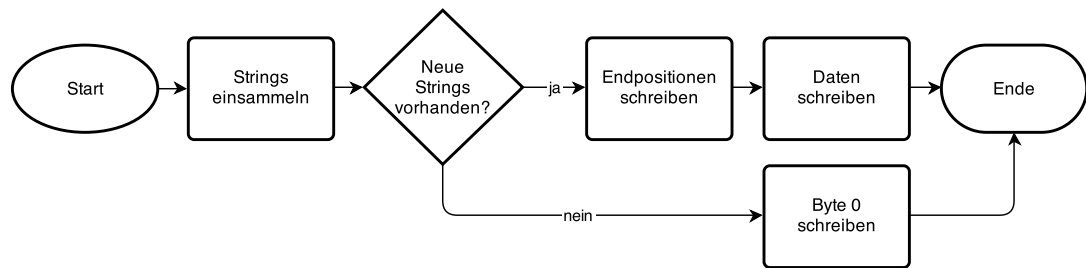 Start
Strings
einsammeln
Neue
Strings
vorhanden?
ja
Endpositionen
schreiben
Daten
schreiben
Ende
nein
Byte 0
schreiben